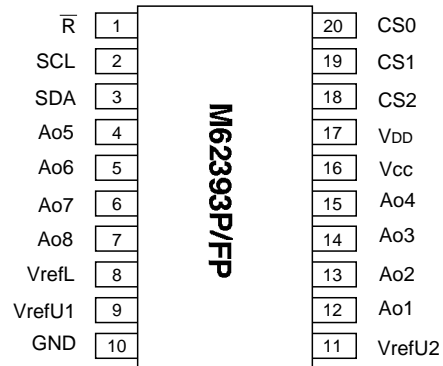 R̅ 1 20 CS0
SCL 2 19 CS1
SDA 3 18 CS2
Ao5 4 17 VDD
Ao6 5 16 Vcc
Ao7 6 15 Ao4
Ao8 7 14 Ao3
VrefL 8 13 Ao2
VrefU1 9 12 Ao1
GND 10 11 VrefU2
M62393P/FP